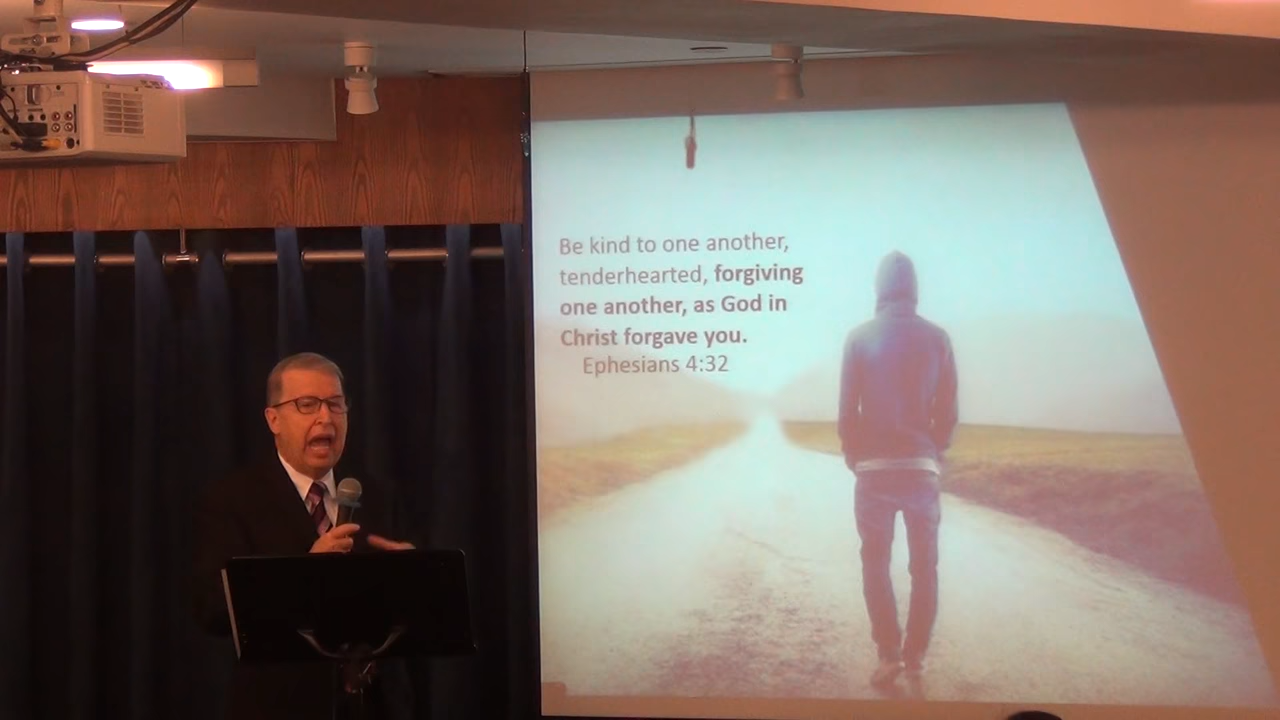 Be kind to one another,
tenderhearted, forgiving
one another, as God in
Christ forgave you.
Ephesians 4:32